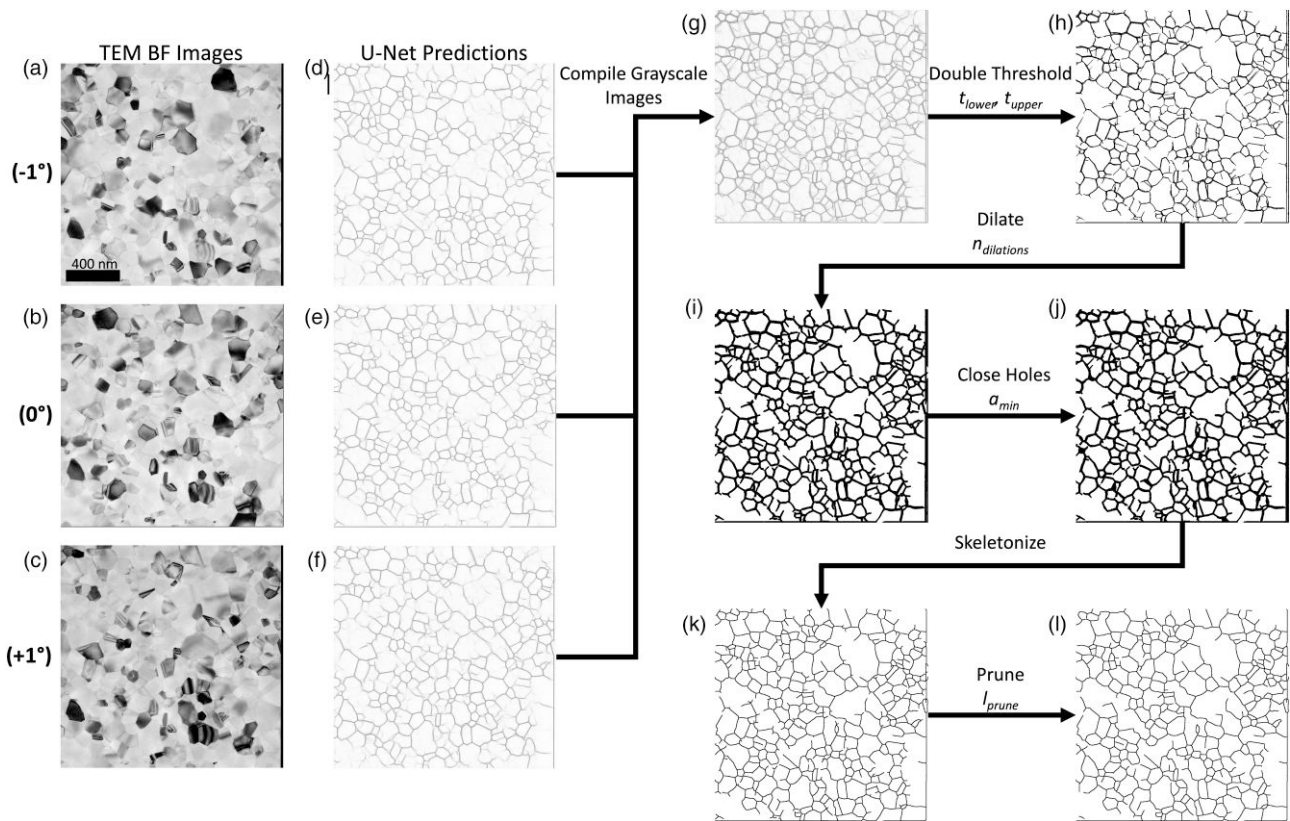 TEM BF Images
U-Net Predictions
(a)
(-1°)
400 nm
(b)
(0°)
(c)
(+1°)
(d)
(e)
(f)
Compile Grayscale
Images
(g)
Double Threshold
t_lower, t_upper
(h)
Dilate
n_dilations
(i)
Close Holes
a_min
(j)
Skeletonize
(k)
Prune
l_prune
(l)